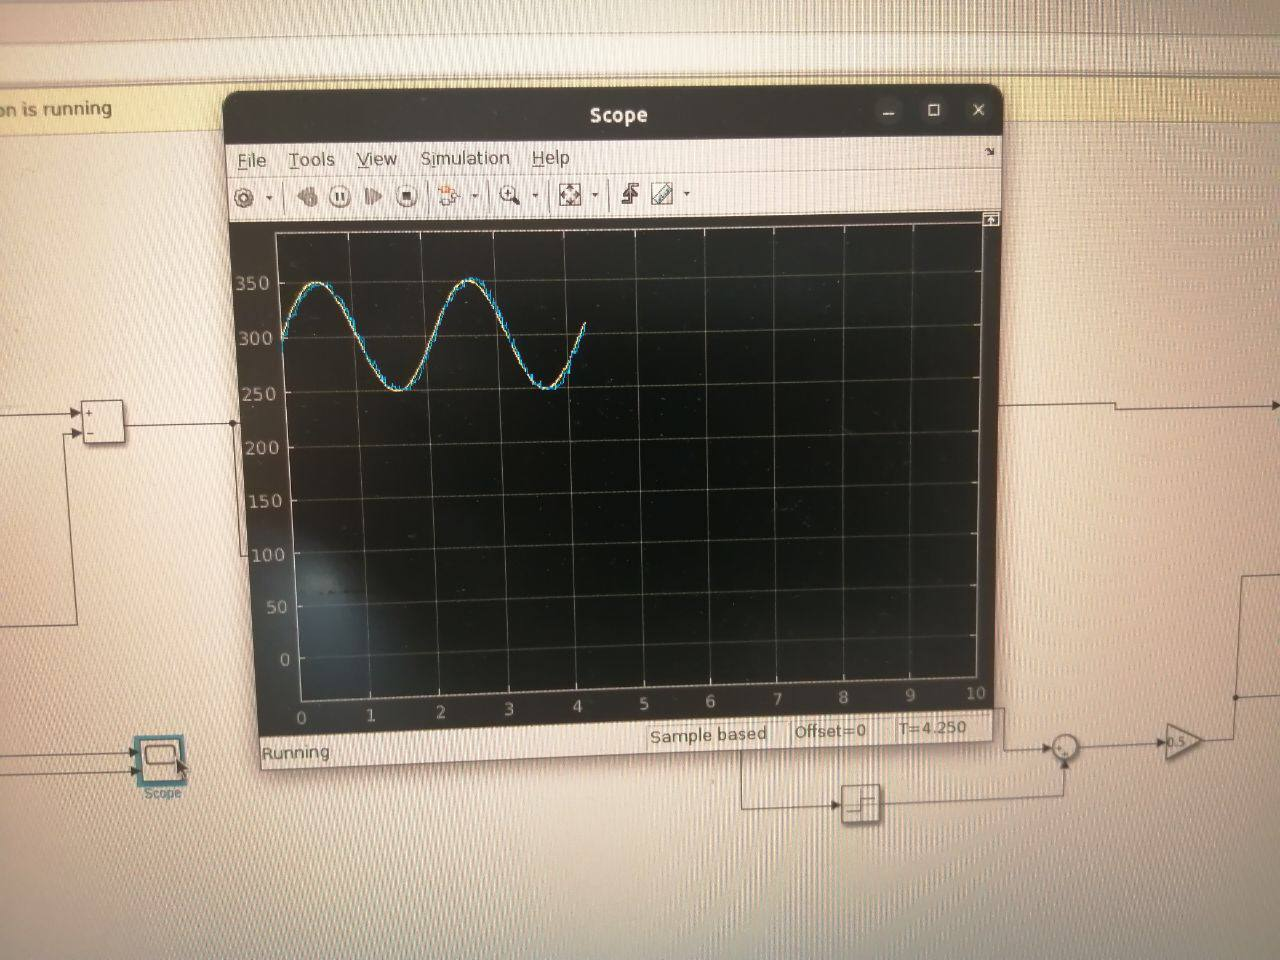 on is running
Scope
File Tools View Simulation Help
350
300
250
200
150
100
50
0
0 1 2 3 4 5 6 7 8 9 10
Running Sample based Offset=0 T=4.250
+
−
Scope
0.5